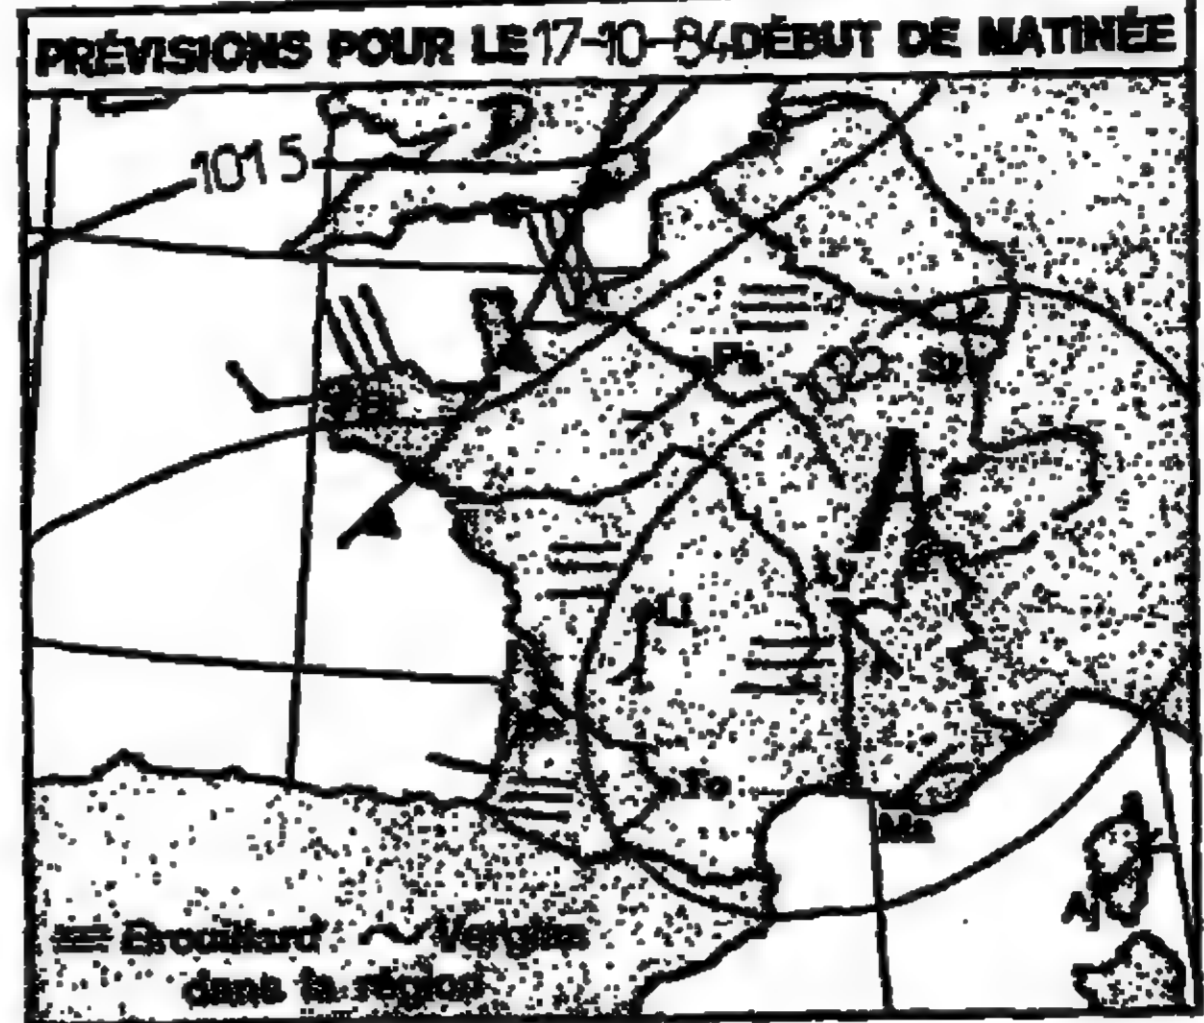 PRÉVISIONS POUR LE 17-10-84 DÉBUT DE MATINÉE
1015
D
Pa
1025
St
A
Ly
Li
To
Ma
Aj
Brouillard Verglas
dans la région